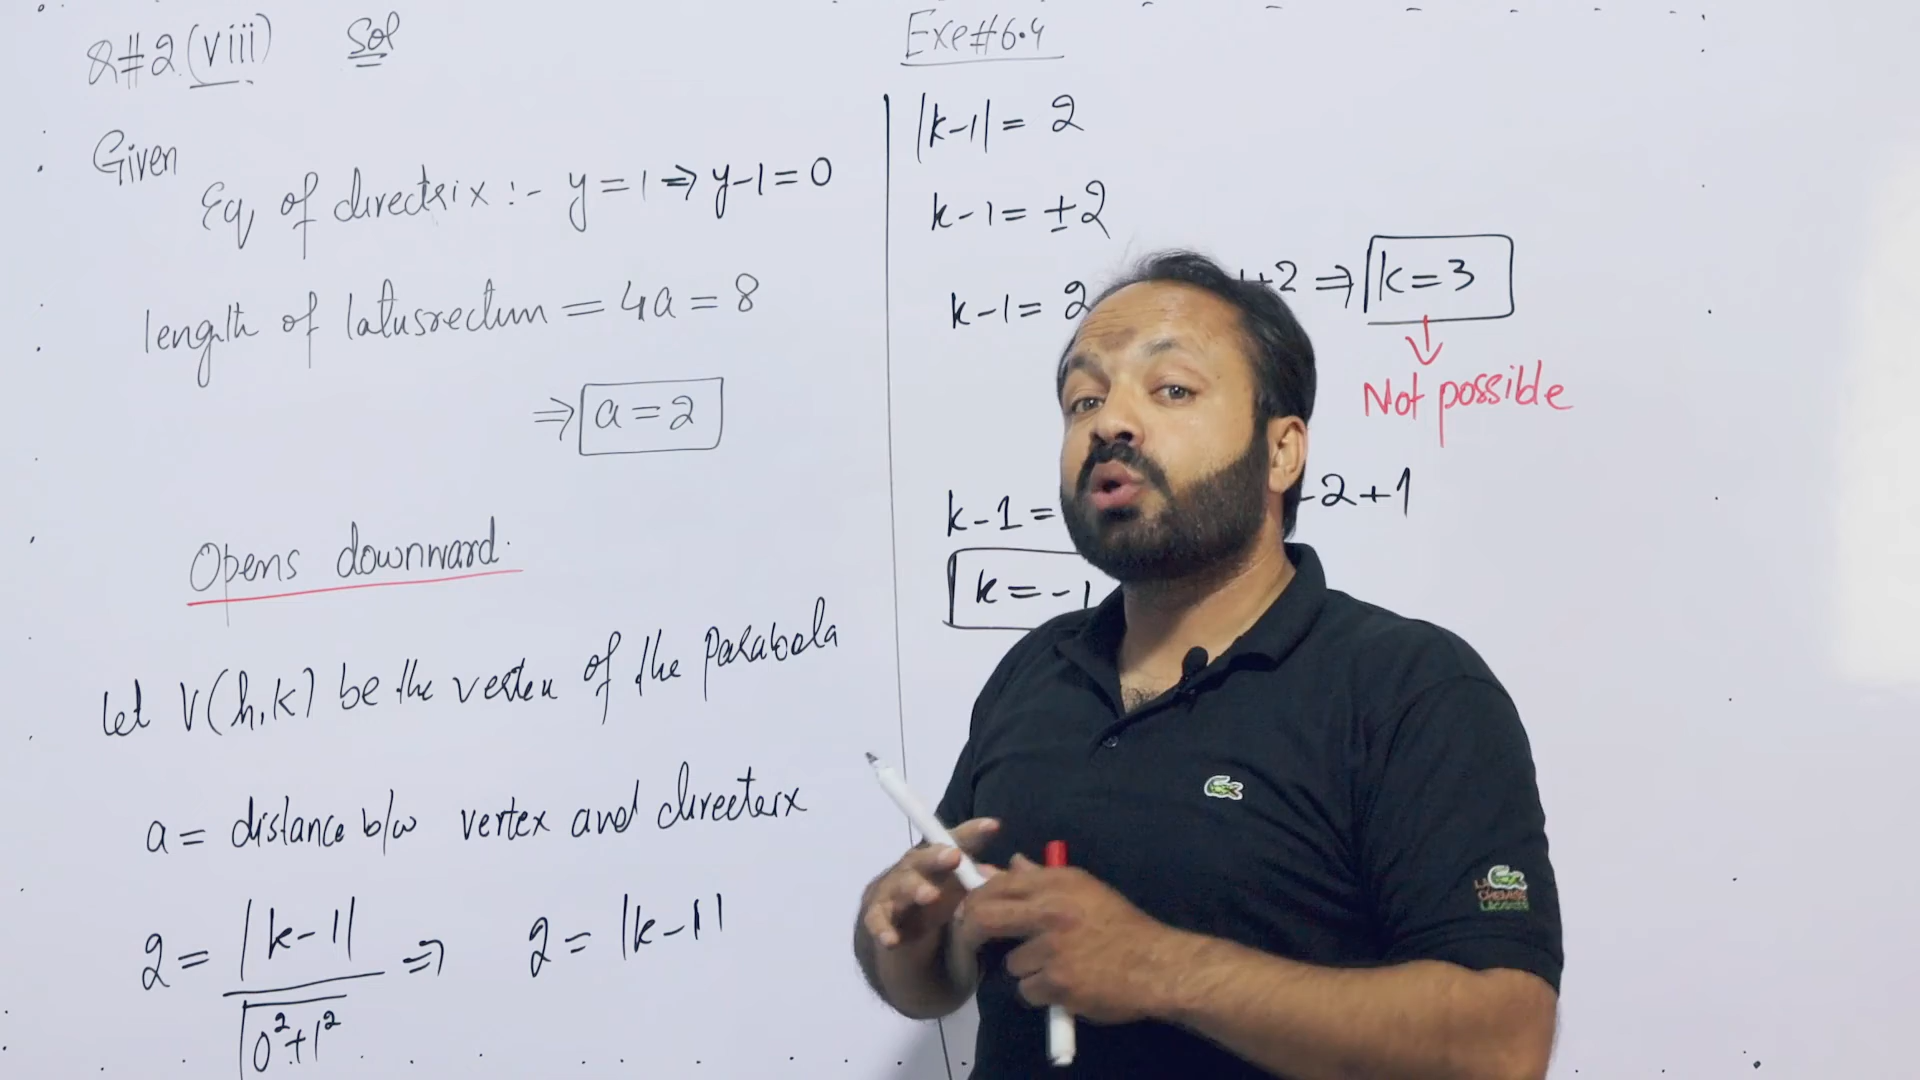 Q#2(viii) Sol
Given
Eq of directrix :- y=1 ⇒ y-1=0
length of latusrectum = 4a = 8
⇒ a=2
Opens downward.
let V(h,k) be the vertex of the parabola
a = distance b/w vertex and directerix
2 = |k-1| / √0²+1² ⇒ 2 = |k-1|
Exe#6.4
|k-1| = 2
k-1 = ±2
k-1 = 2 +2 ⇒ k=3
Not possible
k-1 = -2+1
k=-1